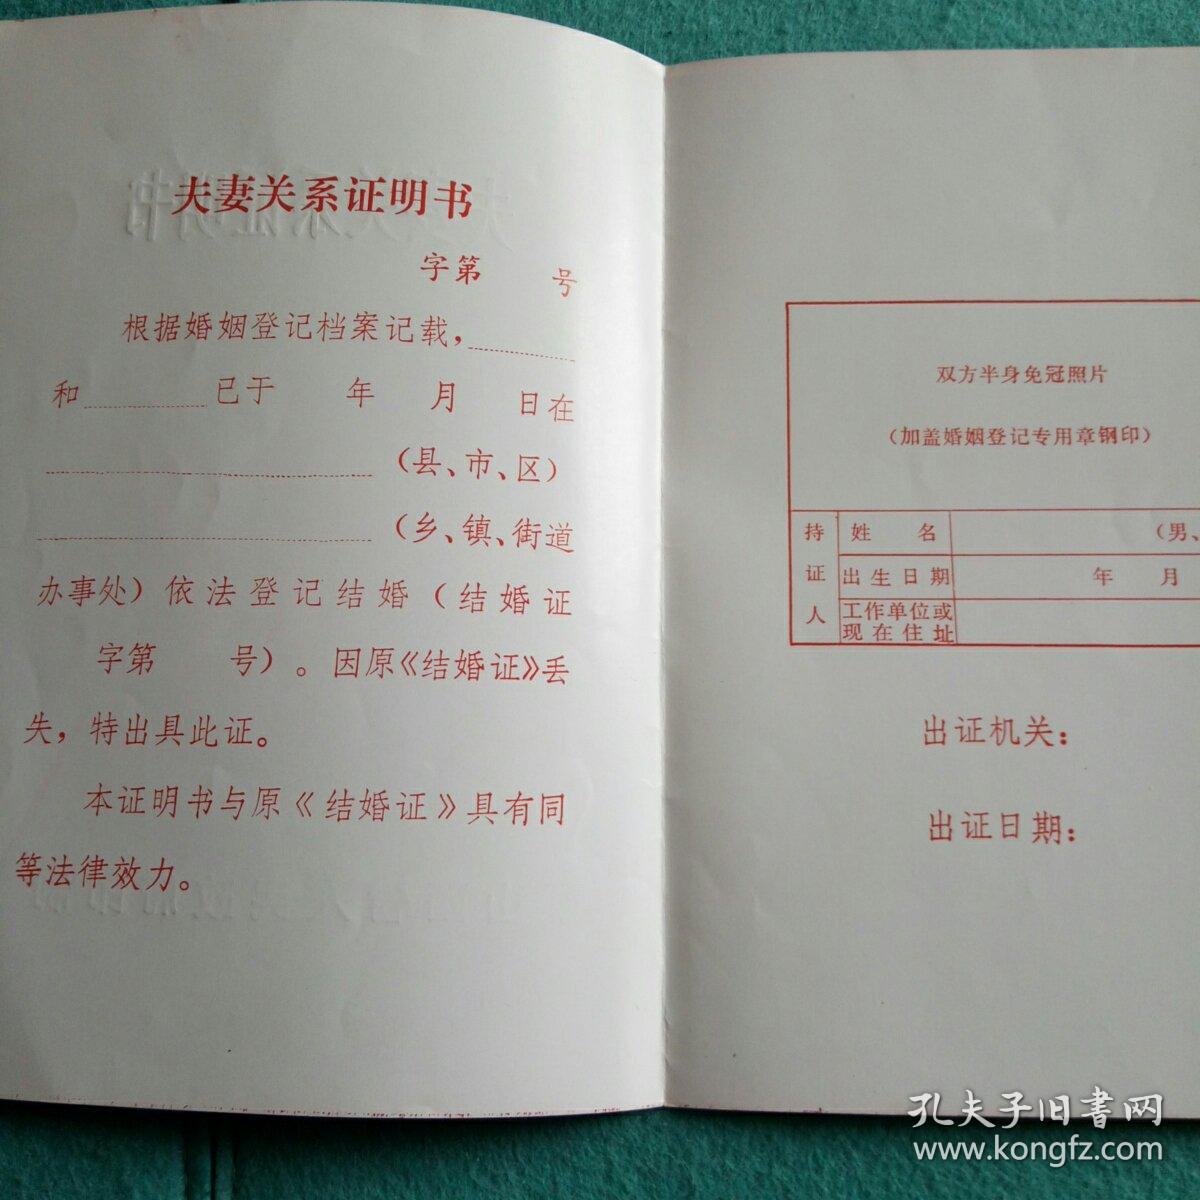 夫妻关系证明书
字第 号
根据婚姻登记档案记载，
和 已于 年 月 日在
（县、市、区）
（乡、镇、街道
办事处）依法登记结婚（结婚证
字第 号）。因原《结婚证》丢
失，特出具此证。
本证明书与原《结婚证》具有同
等法律效力。
双方半身免冠照片
（加盖婚姻登记专用章钢印）
持证人
姓 名 （男、
出生日期 年 月
工作单位或
现在住址
出证机关：
出证日期：
孔夫子旧书网
www.kongfz.com